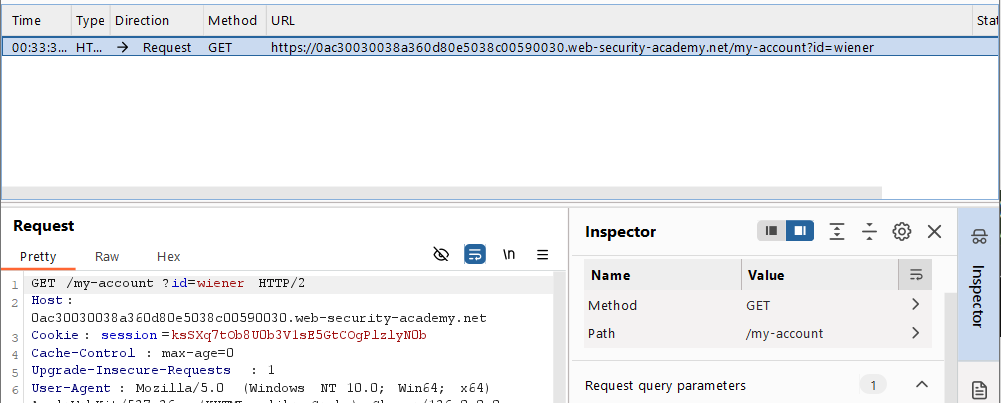 Time Type Direction Method URL Stat
00:33:3... HT... → Request GET https://0ac30030038a360d80e5038c00590030.web-security-academy.net/my-account?id=wiener
Request
Pretty Raw Hex
\n
1 GET /my-account ?id=wiener HTTP/2
2 Host :
0ac30030038a360d80e5038c00590030.web-security-academy.net
3 Cookie : session =ksSXq7tOb8U0b3V1sE5GtCOgPlzlyN0b
4 Cache-Control : max-age=0
5 Upgrade-Insecure-Requests : 1
6 User-Agent : Mozilla/5.0 (Windows NT 10.0; Win64; x64)
Inspector
Name Value
Method GET
Path /my-account
Request query parameters 1
Inspector